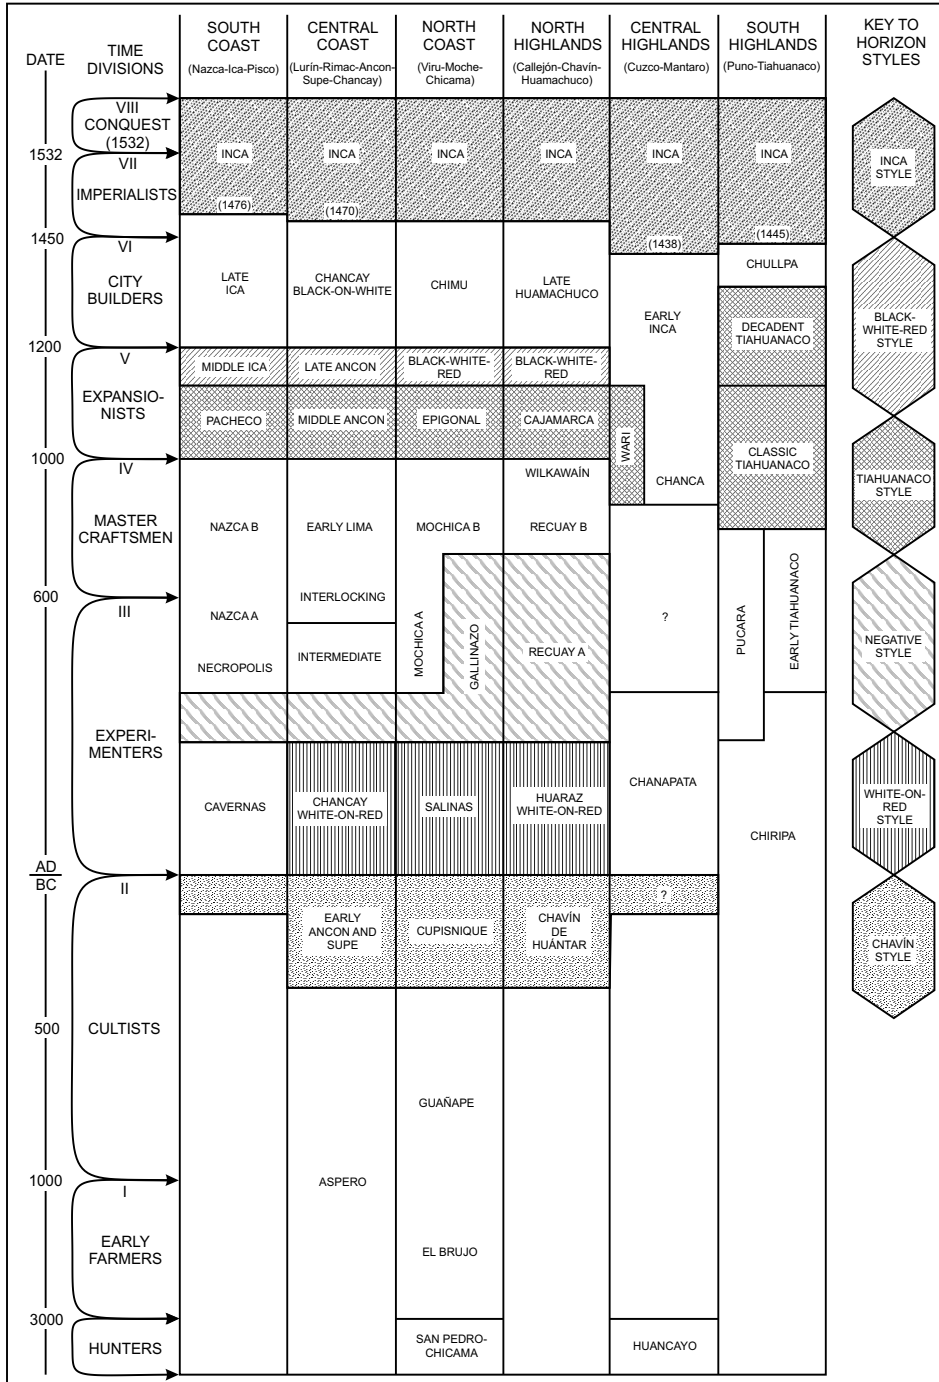 DATE
TIME
DIVISIONS
SOUTH
COAST
(Nazca-Ica-Pisco)
CENTRAL
COAST
(Lurín-Rimac-Ancon-
Supe-Chancay)
NORTH
COAST
(Viru-Moche-
Chicama)
NORTH
HIGHLANDS
(Callejón-Chavín-
Huamachuco)
CENTRAL
HIGHLANDS
(Cuzco-Mantaro)
SOUTH
HIGHLANDS
(Puno-Tiahuanaco)
KEY TO
HORIZON
STYLES
1532
1450
1200
1000
600
AD
BC
500
1000
3000
VIII
CONQUEST
(1532)
VII
IMPERIALISTS
VI
CITY
BUILDERS
V
EXPANSIO-
NISTS
IV
MASTER
CRAFTSMEN
III
EXPERI-
MENTERS
II
CULTISTS
I
EARLY
FARMERS
HUNTERS
INCA
(1476)
LATE
ICA
MIDDLE ICA
PACHECO
NAZCA B
NAZCA A
NECROPOLIS
CAVERNAS
INCA
(1470)
CHANCAY
BLACK-ON-WHITE
LATE ANCON
MIDDLE ANCON
EARLY LIMA
INTERLOCKING
INTERMEDIATE
CHANCAY
WHITE-ON-RED
EARLY
ANCON AND
SUPE
ASPERO
INCA
CHIMU
BLACK-WHITE-
RED
EPIGONAL
MOCHICA B
MOCHICA A
GALLINAZO
SALINAS
CUPISNIQUE
GUAÑAPE
EL BRUJO
SAN PEDRO-
CHICAMA
INCA
LATE
HUAMACHUCO
BLACK-WHITE-
RED
CAJAMARCA
WILKAWAÍN
RECUAY B
RECUAY A
HUARAZ
WHITE-ON-RED
CHAVÍN
DE
HUÁNTAR
INCA
(1438)
EARLY
INCA
WARI
CHANCA
?
CHANAPATA
?
HUANCAYO
INCA
(1445)
CHULLPA
DECADENT
TIAHUANACO
CLASSIC
TIAHUANACO
PUCARA
EARLY TIAHUANACO
CHIRIPA
INCA
STYLE
BLACK-
WHITE-RED
STYLE
TIAHUANACO
STYLE
NEGATIVE
STYLE
WHITE-ON-
RED
STYLE
CHAVÍN
STYLE